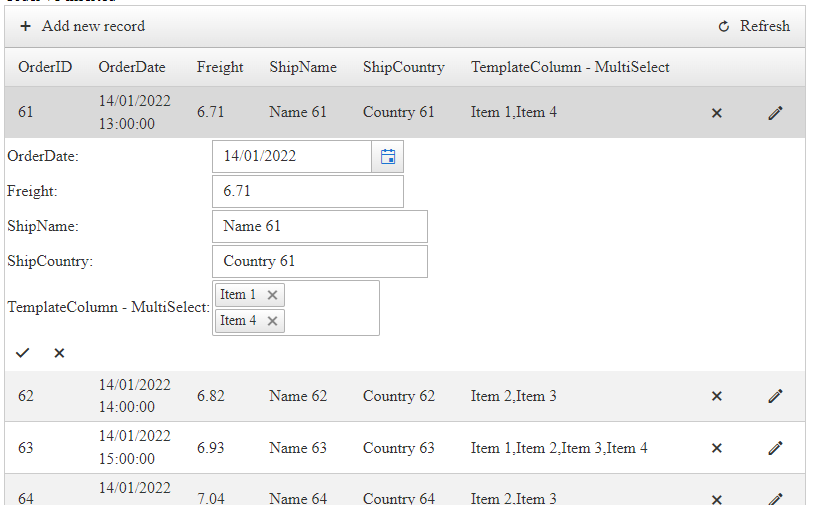 Add new record Refresh
OrderID OrderDate Freight ShipName ShipCountry TemplateColumn - MultiSelect
61 14/01/2022 13:00:00 6.71 Name 61 Country 61 Item 1,Item 4
OrderDate: 14/01/2022
Freight: 6.71
ShipName: Name 61
ShipCountry: Country 61
TemplateColumn - MultiSelect: Item 1
Item 4
62 14/01/2022 14:00:00 6.82 Name 62 Country 62 Item 2,Item 3
63 14/01/2022 15:00:00 6.93 Name 63 Country 63 Item 1,Item 2,Item 3,Item 4
64 14/01/2022 7.04 Name 64 Country 64 Item 2,Item 3